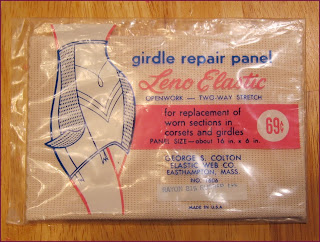 girdle repair panel
Leno Elastic
OPENWORK — TWO-WAY STRETCH
for replacement of
worn sections in
corsets and girdles
PANEL SIZE—about 16 in. x 6 in.
69¢
GEORGE S. COLTON
ELASTIC WEB CO.
EASTHAMPTON, MASS.
MADE IN U.S.A.